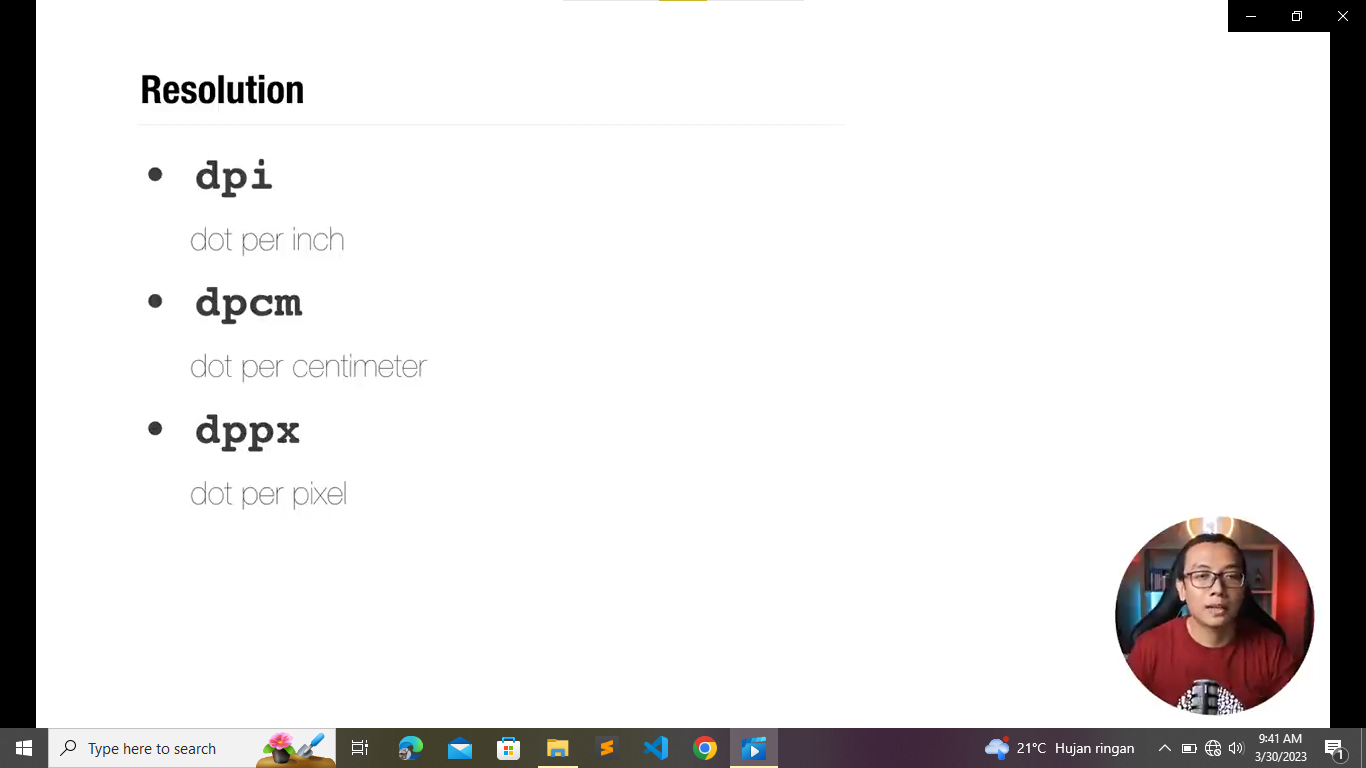 Resolution
• dpi
dot per inch
• dpcm
dot per centimeter
• dppx
dot per pixel
Type here to search
21°C Hujan ringan
9:41 AM
3/30/2023
1